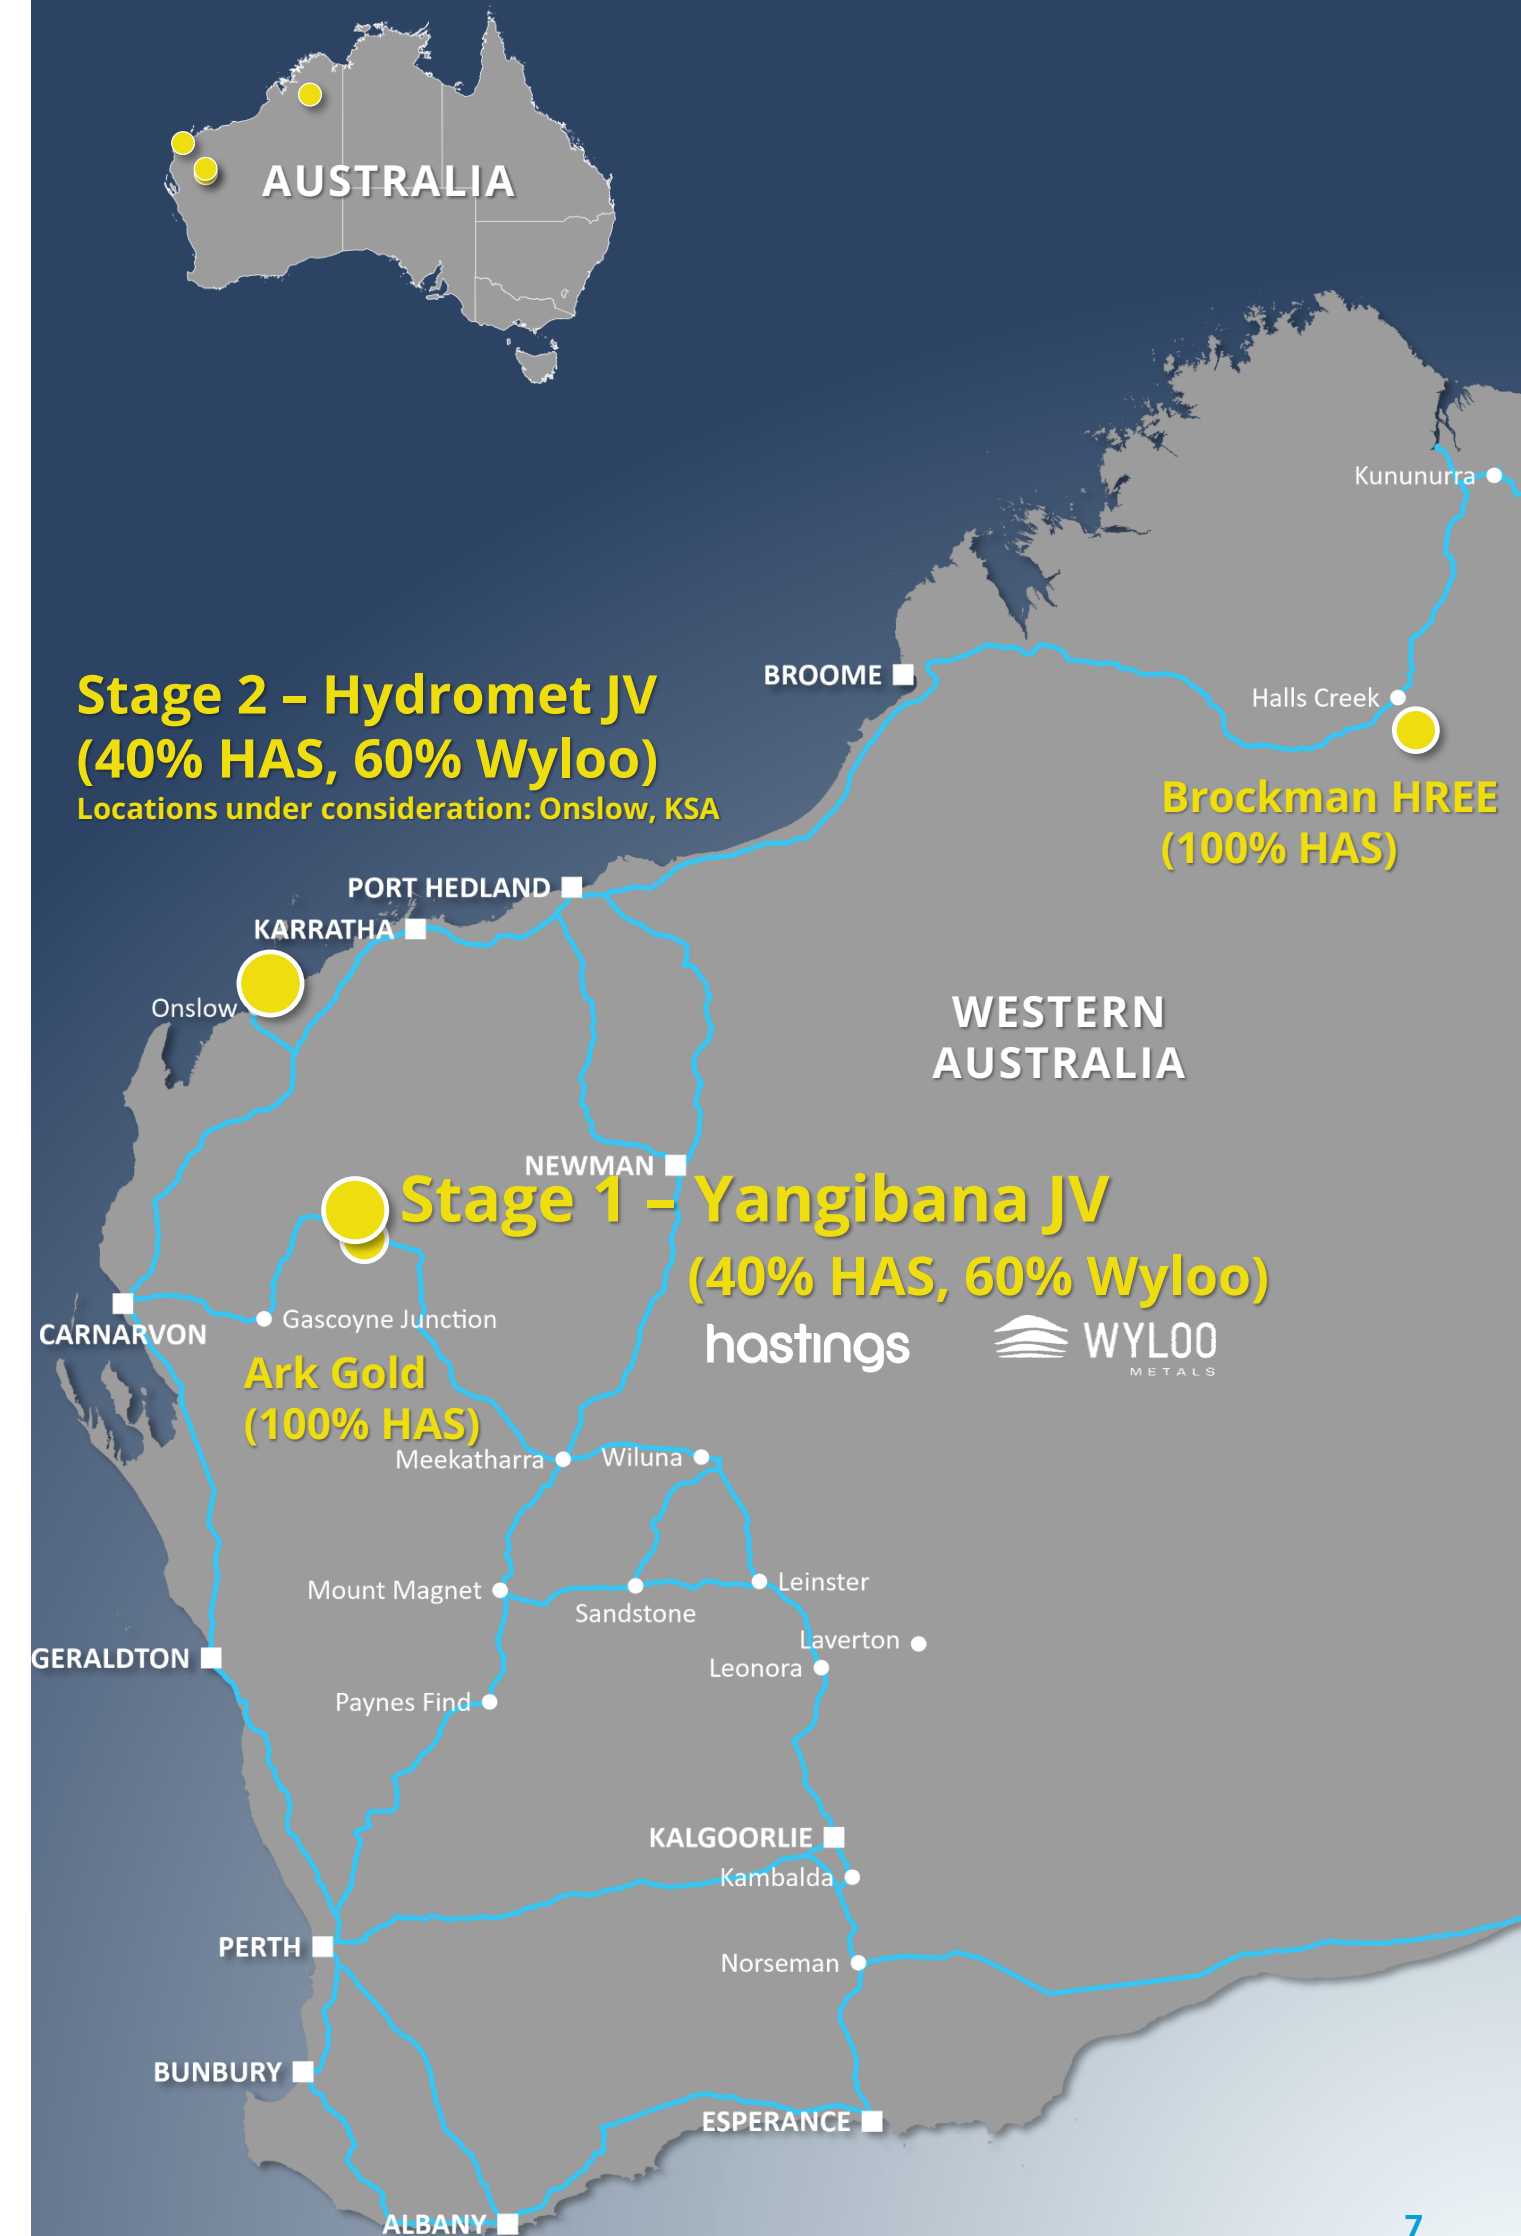 AUSTRALIA
Kununurra
BROOME
Halls Creek
Stage 2 – Hydromet JV
(40% HAS, 60% Wyloo)
Locations under consideration: Onslow, KSA
Brockman HREE
(100% HAS)
PORT HEDLAND
KARRATHA
Onslow
WESTERN
AUSTRALIA
NEWMAN
Stage 1 – Yangibana JV
(40% HAS, 60% Wyloo)
CARNARVON
Gascoyne Junction
hastings
WYLOO
METALS
Ark Gold
(100% HAS)
Meekatharra
Wiluna
Mount Magnet
Sandstone
Leinster
Laverton
Leonora
GERALDTON
Paynes Find
KALGOORLIE
Kambalda
PERTH
Norseman
BUNBURY
ESPERANCE
ALBANY
7